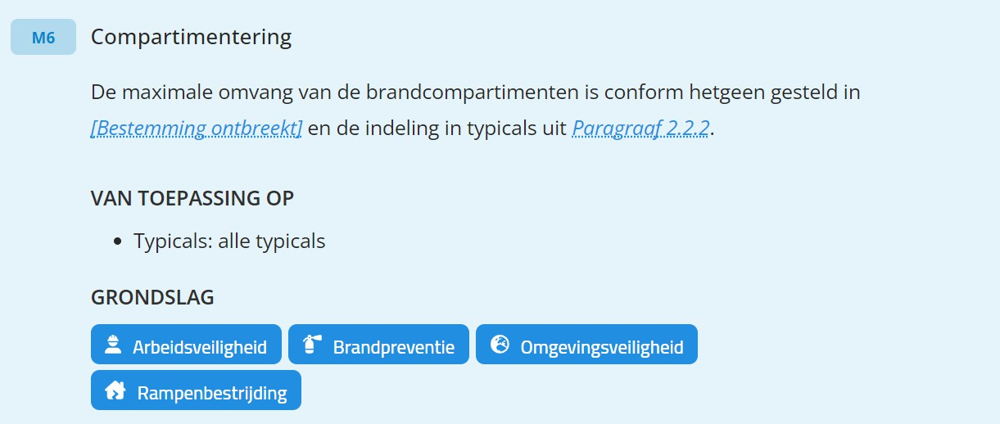 M6 Compartimentering
De maximale omvang van de brandcompartimenten is conform hetgeen gesteld in
[Bestemming ontbreekt] en de indeling in typicals uit Paragraaf 2.2.2.
VAN TOEPASSING OP
• Typicals: alle typicals
GRONDSLAG
Arbeidsveiligheid Brandpreventie Omgevingsveiligheid
Rampenbestrijding